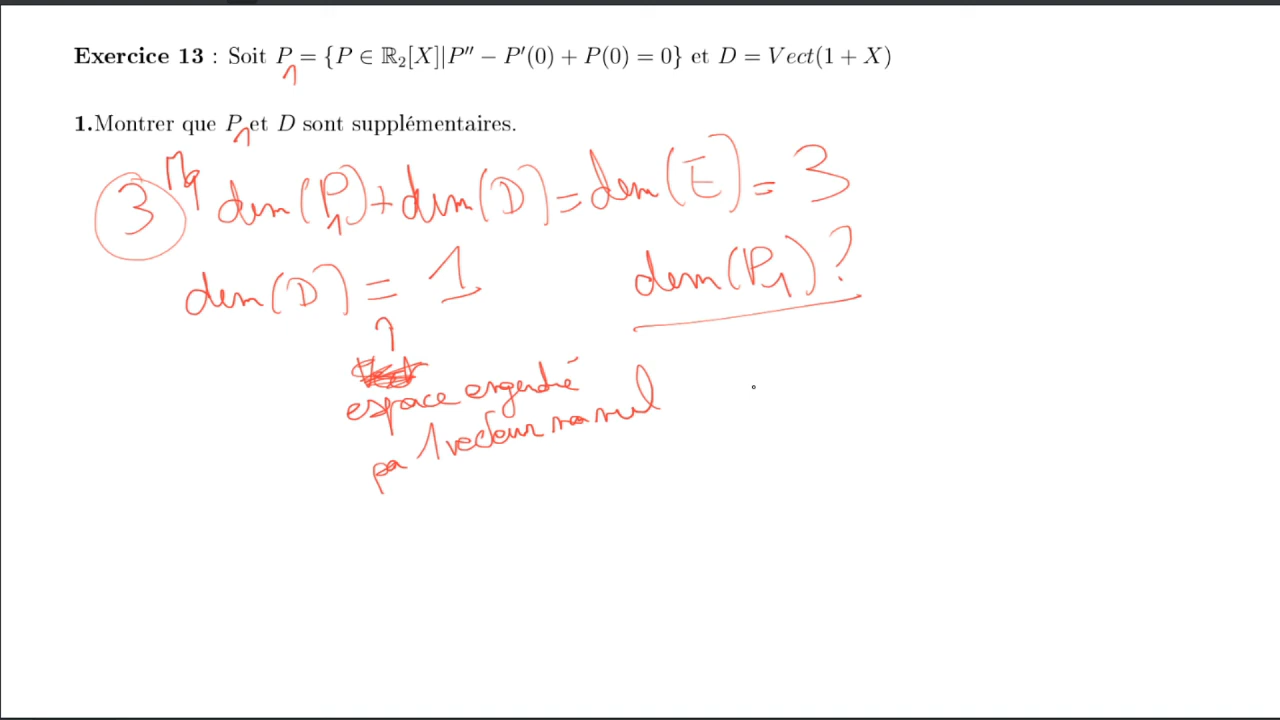 Exercice 13 : Soit P₁ = {P ∈ ℝ₂[X]|P″ − P′(0) + P(0) = 0} et D = Vect(1 + X)
1.Montrer que P₁ et D sont supplémentaires.
3 Mq dim(P₁) + dim(D) = dim(E) = 3
dim(D) = 1
dim(P₁) ?
espace engendré
par 1 vecteur non nul